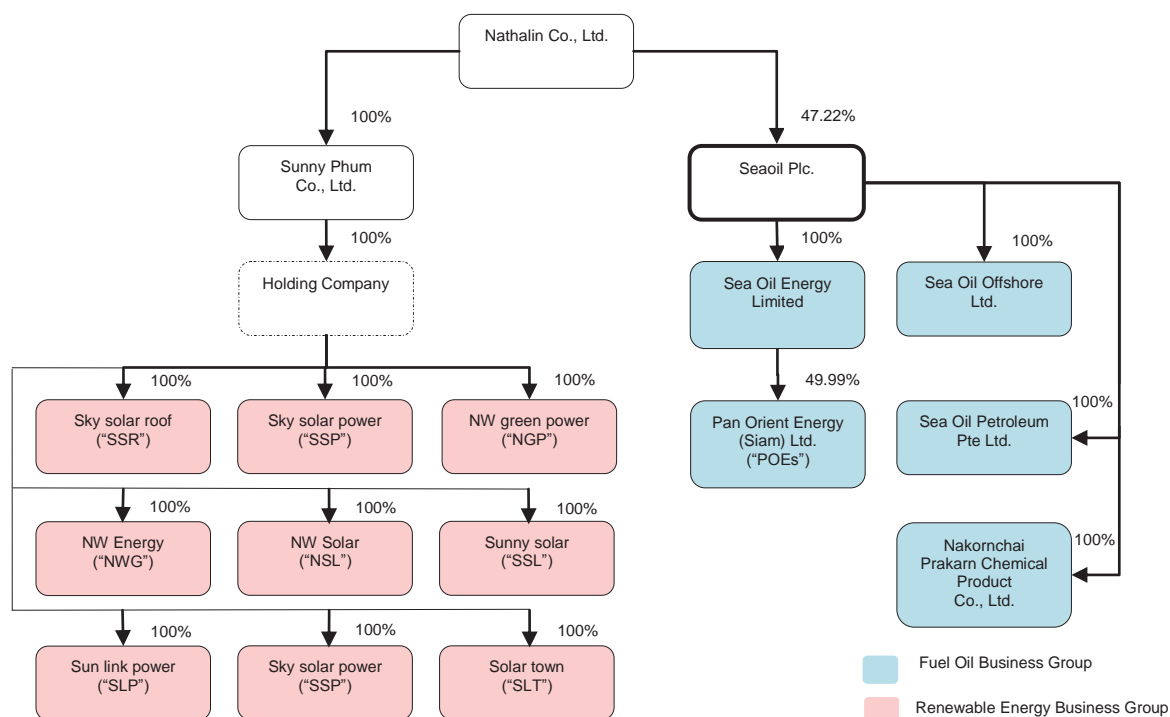 Nathalin Co., Ltd.
100%
47.22%
Sunny Phum
Co., Ltd.
Seaoil Plc.
100%
100%
100%
Holding Company
Sea Oil Energy
Limited
Sea Oil Offshore
Ltd.
100%
100%
100%
49.99%
Sky solar roof
(“SSR”)
Sky solar power
(“SSP”)
NW green power
(“NGP”)
Pan Orient Energy
(Siam) Ltd.
(“POEs”)
Sea Oil Petroleum
Pte Ltd.
100%
100%
100%
100%
NW Energy
(“NWG”)
NW Solar
(“NSL”)
Sunny solar
(“SSL”)
Nakornchai
Prakarn Chemical
Product
Co., Ltd.
100%
100%
100%
100%
Sun link power
(“SLP”)
Sky solar power
(“SSP”)
Solar town
(“SLT”)
Fuel Oil Business Group
Renewable Energy Business Group